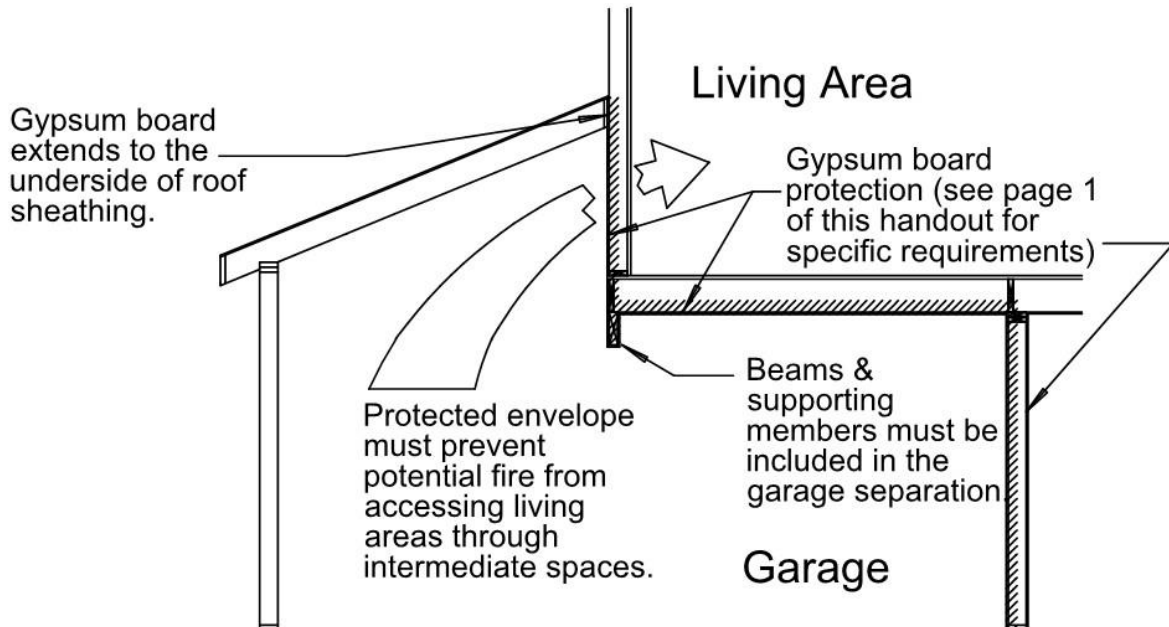 Living Area
Gypsum board
extends to the
underside of roof
sheathing.
Gypsum board
protection (see page 1
of this handout for
specific requirements)
Beams &
supporting
members must be
included in the
garage separation.
Protected envelope
must prevent
potential fire from
accessing living
areas through
intermediate spaces.
Garage